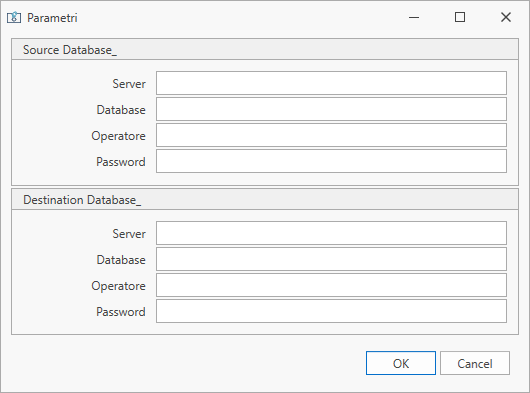 Parametri
Source Database_
Server
Database
Operatore
Password
Destination Database_
Server
Database
Operatore
Password
OK Cancel